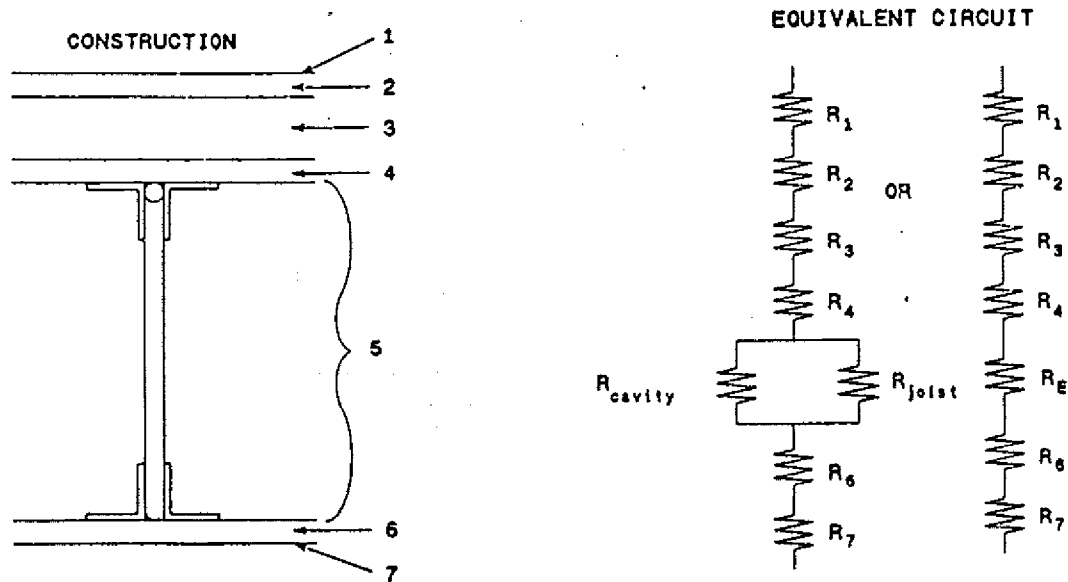 EQUIVALENT CIRCUIT
CONSTRUCTION
1
2
3
4
5
6
7
R1
R2
R3
R4
Rcavity
Rjoist
R6
R7
OR
R1
R2
R3
R4
RE
R6
R7